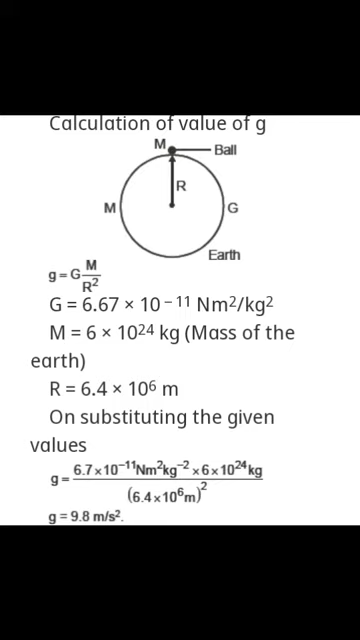 Calculation of value of g
M
Ball
R
M
G
Earth
g = G M/R²
G = 6.67 × 10⁻¹¹ Nm²/kg²
M = 6 × 10²⁴ kg (Mass of the
earth)
R = 6.4 × 10⁶ m
On substituting the given
values
g = 6.7×10⁻¹¹Nm²kg⁻²×6×10²⁴kg/(6.4×10⁶m)²
g = 9.8 m/s².